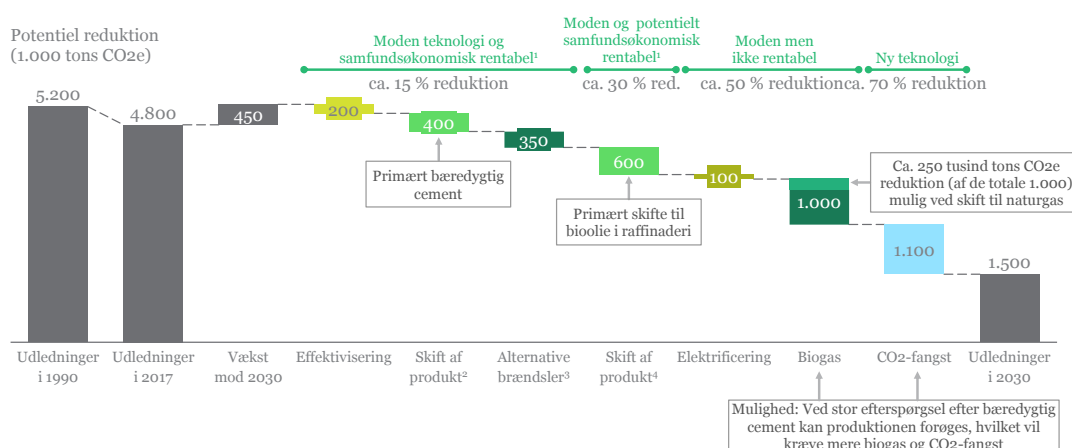 Potentiel reduktion
(1.000 tons CO2e)
Moden teknologi og
samfundsøkonomisk rentabel¹
Moden og potentielt
samfundsøkonomisk
rentabel¹
Moden men
ikke rentabel
Ny teknologi
ca. 15 % reduktion
ca. 30 % red.
ca. 50 % reduktion
ca. 70 % reduktion
5.200
4.800
450
200
400
350
600
100
1.000
1.100
1.500
Primært bæredygtig
cement
Primært skifte til
bioolie i raffinaderi
Ca. 250 tusind tons CO2e
reduktion (af de totale 1.000)
mulig ved skift til naturgas
Udledninger
i 1990
Udledninger
i 2017
Vækst
mod 2030
Effektivisering
Skift af
produkt²
Alternative
brændsler³
Skift af
produkt⁴
Elektrificering
Biogas
CO2-fangst
Udledninger
i 2030
Mulighed: Ved stor efterspørgsel efter bæredygtig
cement kan produktionen forøges, hvilket vil
kræve mere biogas og CO2-fangst